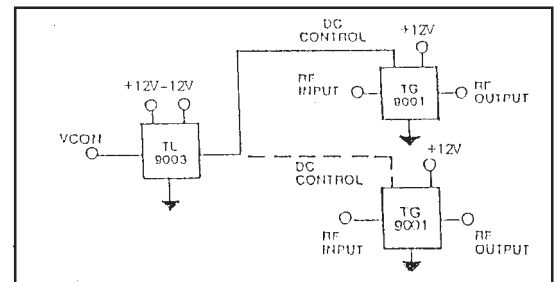 DC
CONTROL
+12V
RF
INPUT
TG
9001
RF
OUTPUT
+12V -12V
VCON
TL
9003
DC
CONTROL
+12V
RF
INPUT
TG
9001
RF
OUTPUT